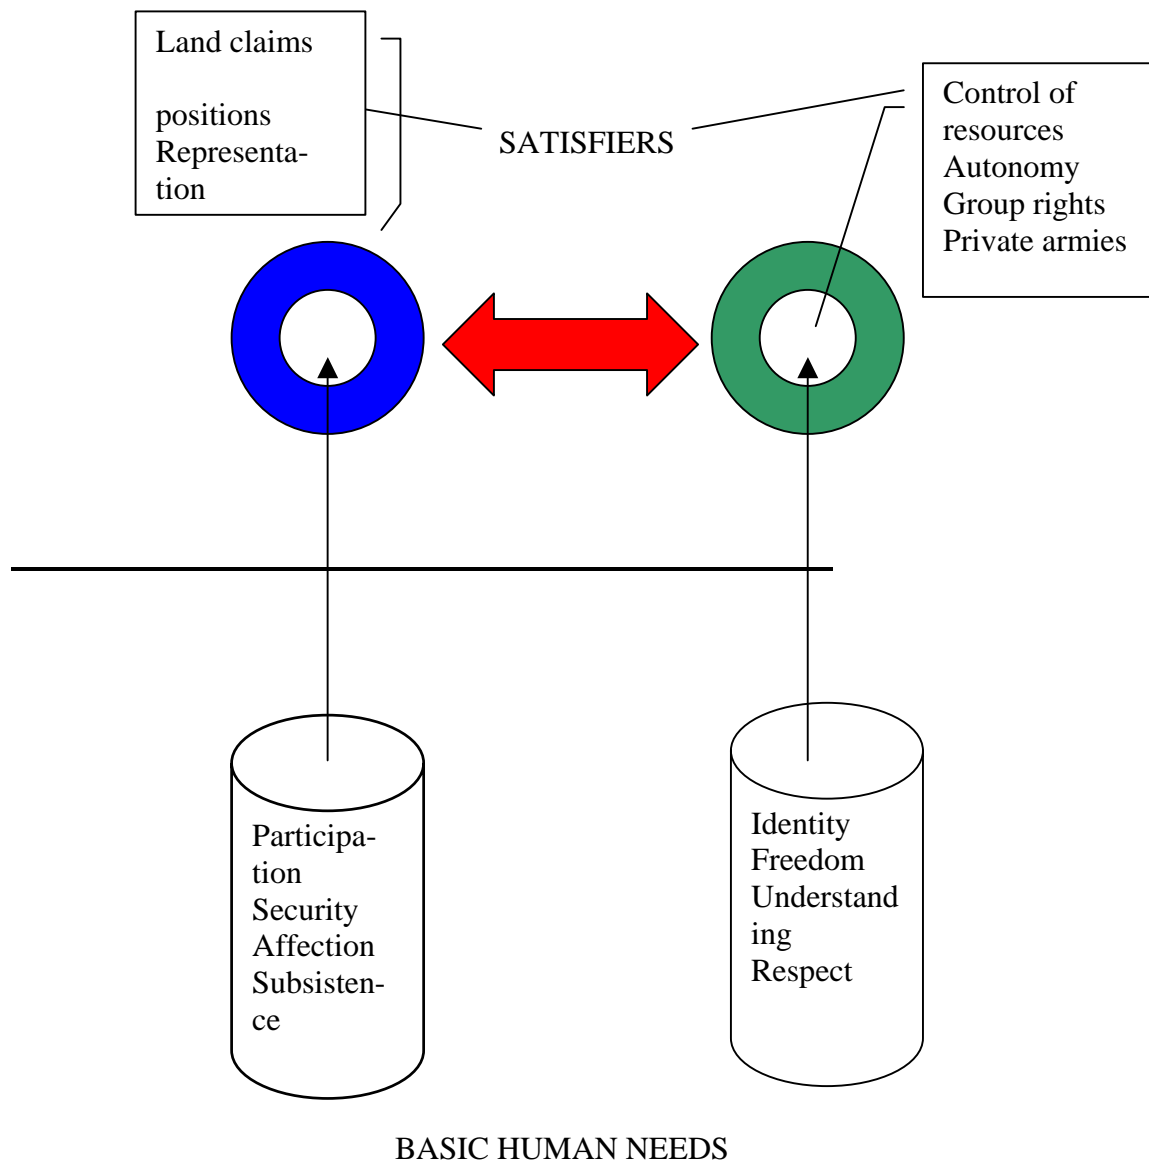 Land claims
positions
Representa-
tion
SATISFIERS
Control of
resources
Autonomy
Group rights
Private armies
Participa-
tion
Security
Affection
Subsisten-
ce
Identity
Freedom
Understand
ing
Respect
BASIC HUMAN NEEDS